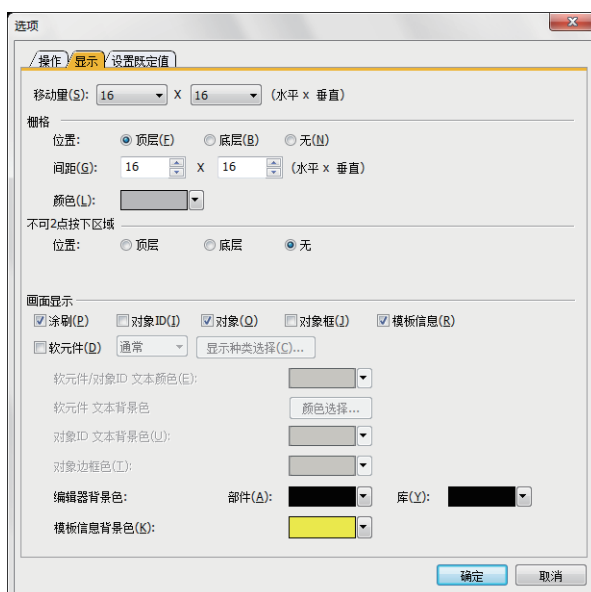 选项
操作 显示 设置既定值
移动量(S): 16 X 16 (水平 x 垂直)
栅格
位置: 顶层(F) 底层(B) 无(N)
间距(G): 16 X 16 (水平 x 垂直)
颜色(L):
不可2点按下区域
位置: 顶层 底层 无
画面显示
涂刷(P) 对象ID(I) 对象(O) 对象框(J) 模板信息(R)
软元件(D) 通常 显示种类选择(C)...
软元件/对象ID 文本颜色(E):
软元件 文本背景色 颜色选择...
对象ID 文本背景色(U):
对象边框色(T):
编辑器背景色: 部件(A): 库(Y):
模板信息背景色(K):
确定 取消